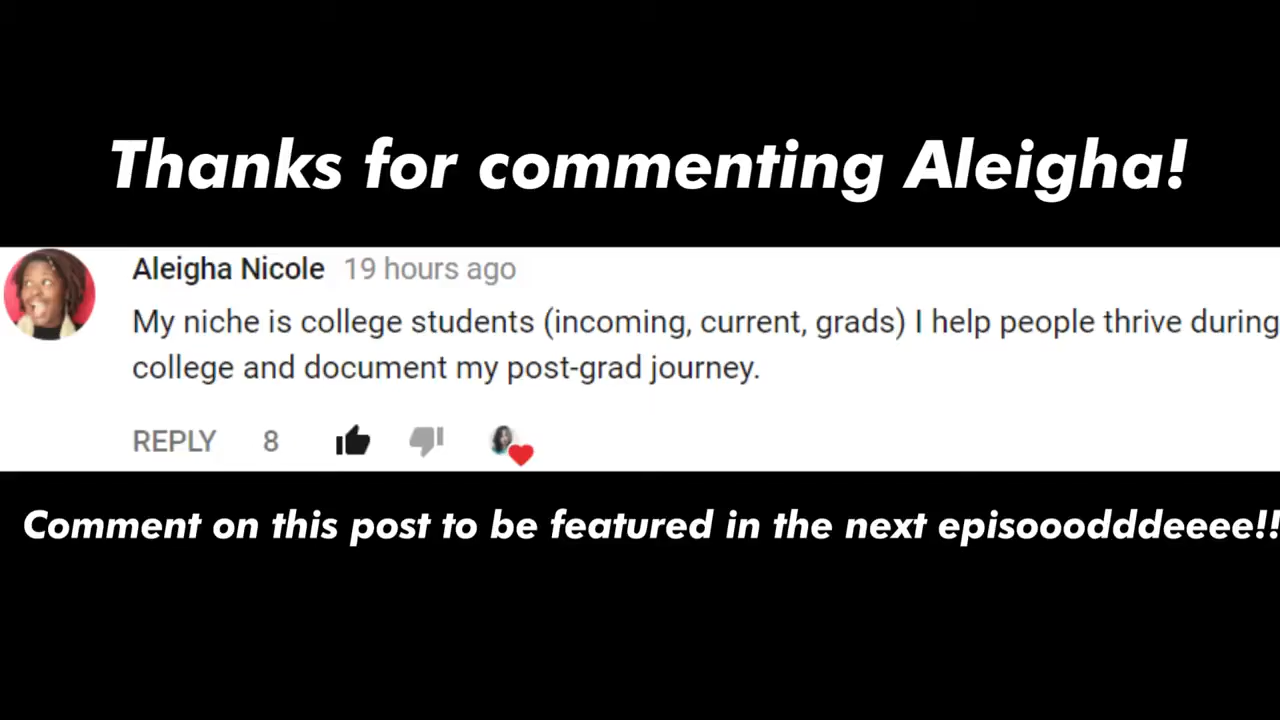 Thanks for commenting Aleigha!
Aleigha Nicole 19 hours ago
My niche is college students (incoming, current, grads) I help people thrive during
college and document my post-grad journey.
REPLY 8
Comment on this post to be featured in the next episooodddeeee!!